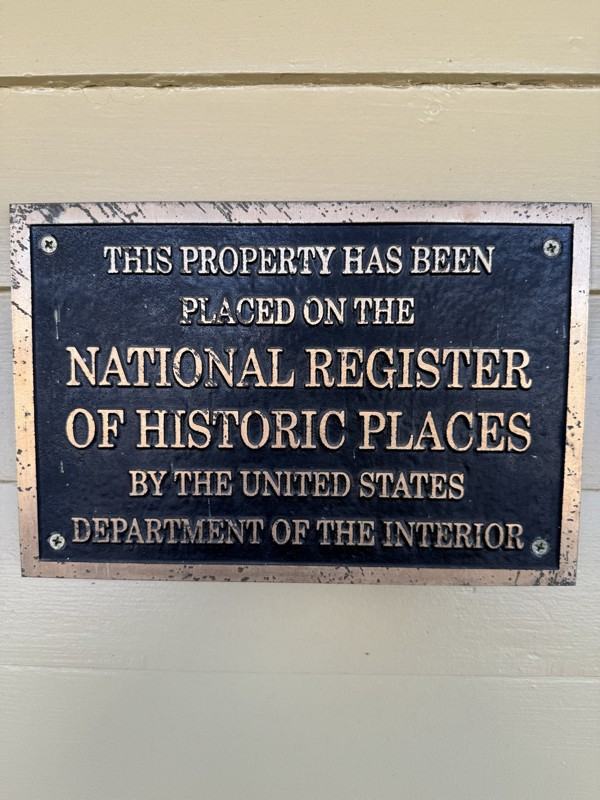 THIS PROPERTY HAS BEEN
PLACED ON THE
NATIONAL REGISTER
OF HISTORIC PLACES
BY THE UNITED STATES
DEPARTMENT OF THE INTERIOR